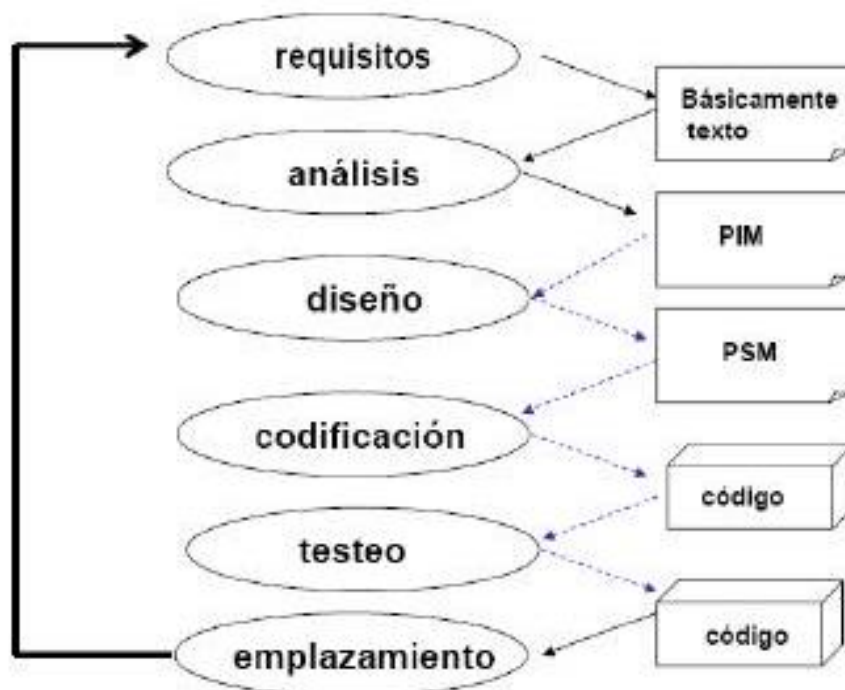 requisitos
Básicamente
texto
análisis
PIM
diseño
PSM
codificación
código
testeo
código
emplazamiento